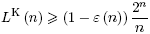 L^K (n) ⩾ (1 − ε (n)) 2^n / n